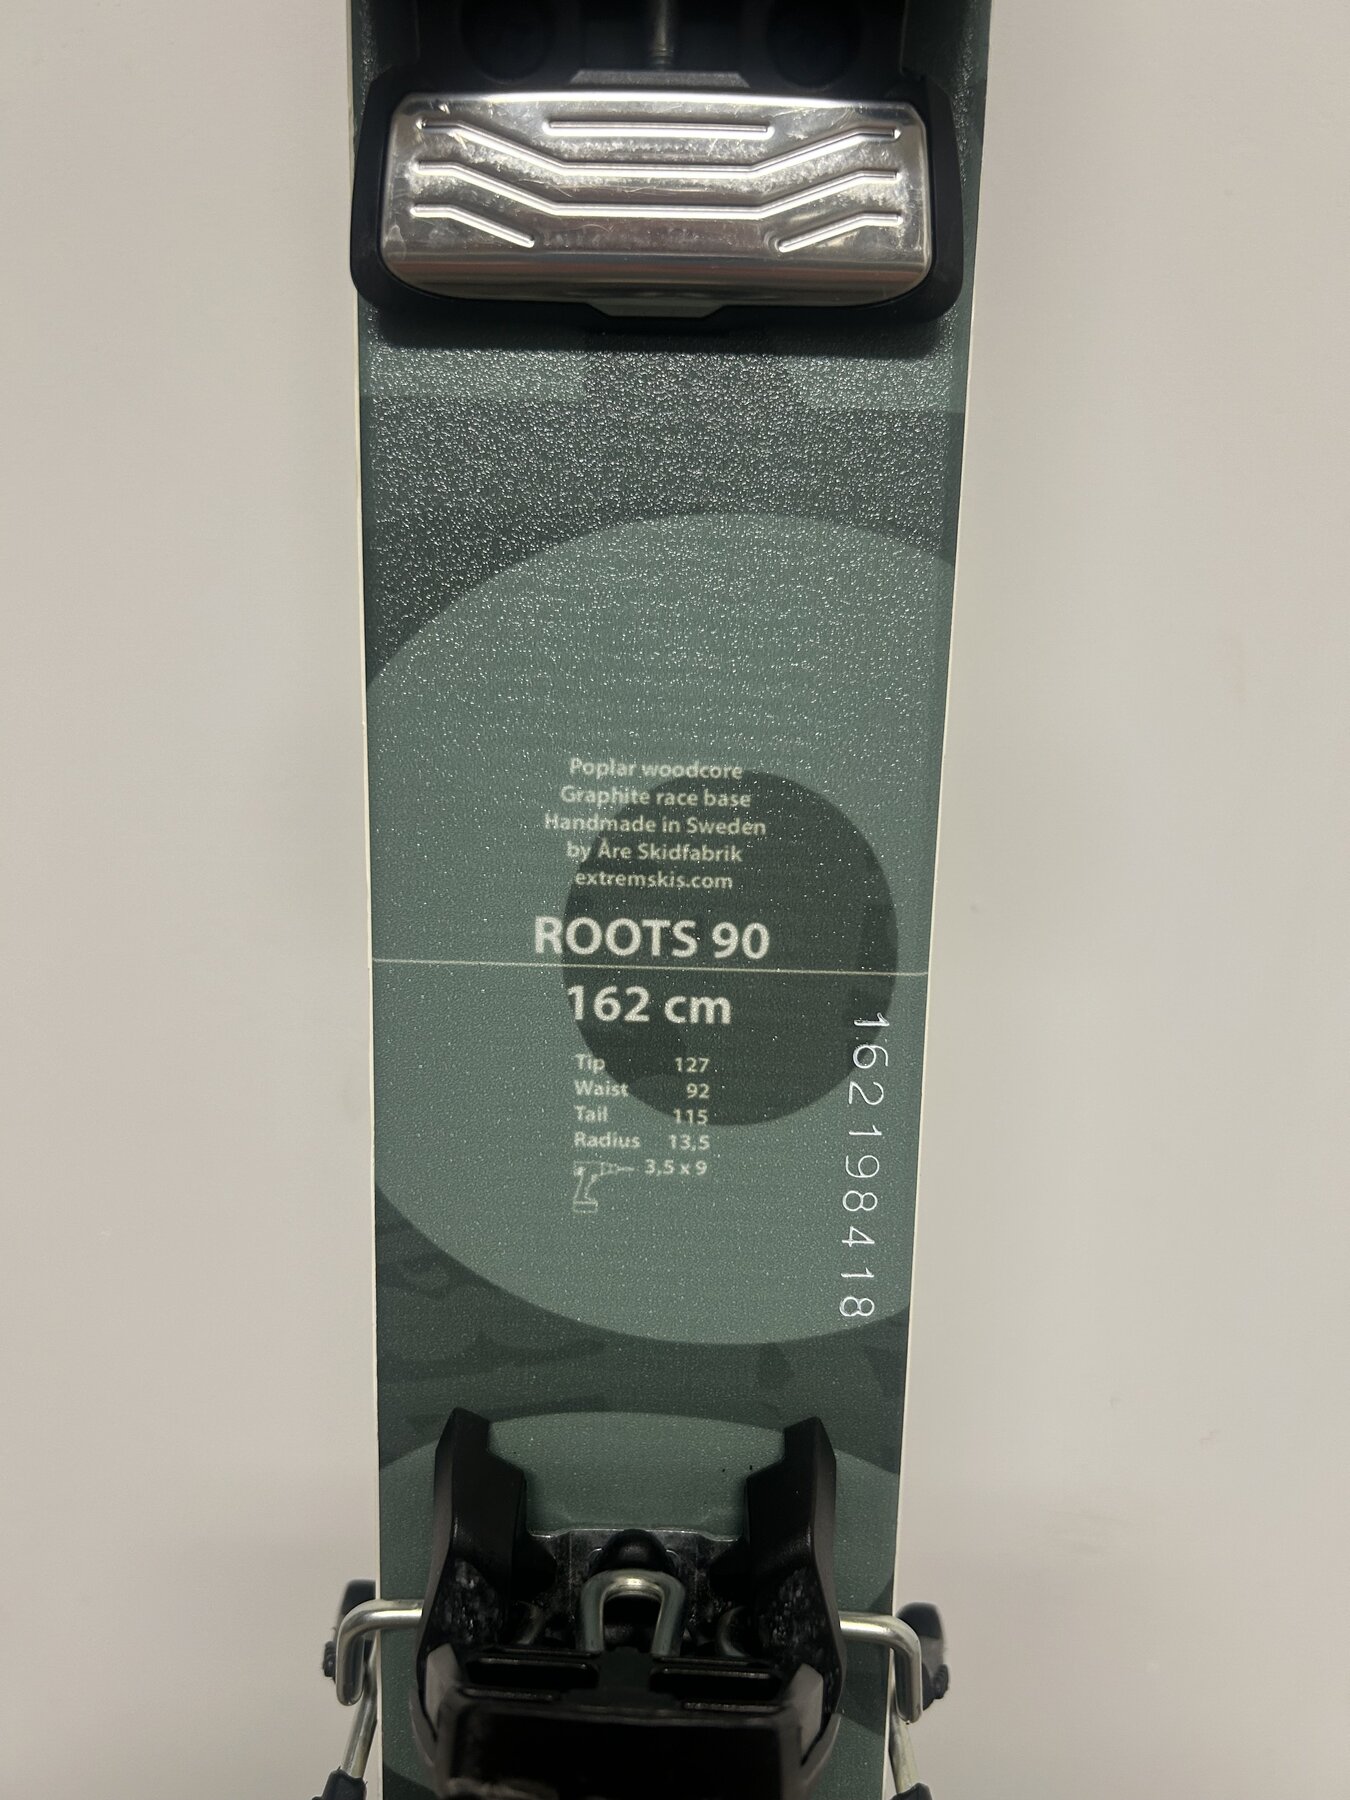 Poplar woodcore
Graphite race base
Handmade in Sweden
by Åre Skidfabrik
extremskis.com
ROOTS 90
162 cm
Tip 127
Waist 92
Tail 115
Radius 13,5
3,5 x 9
162198418